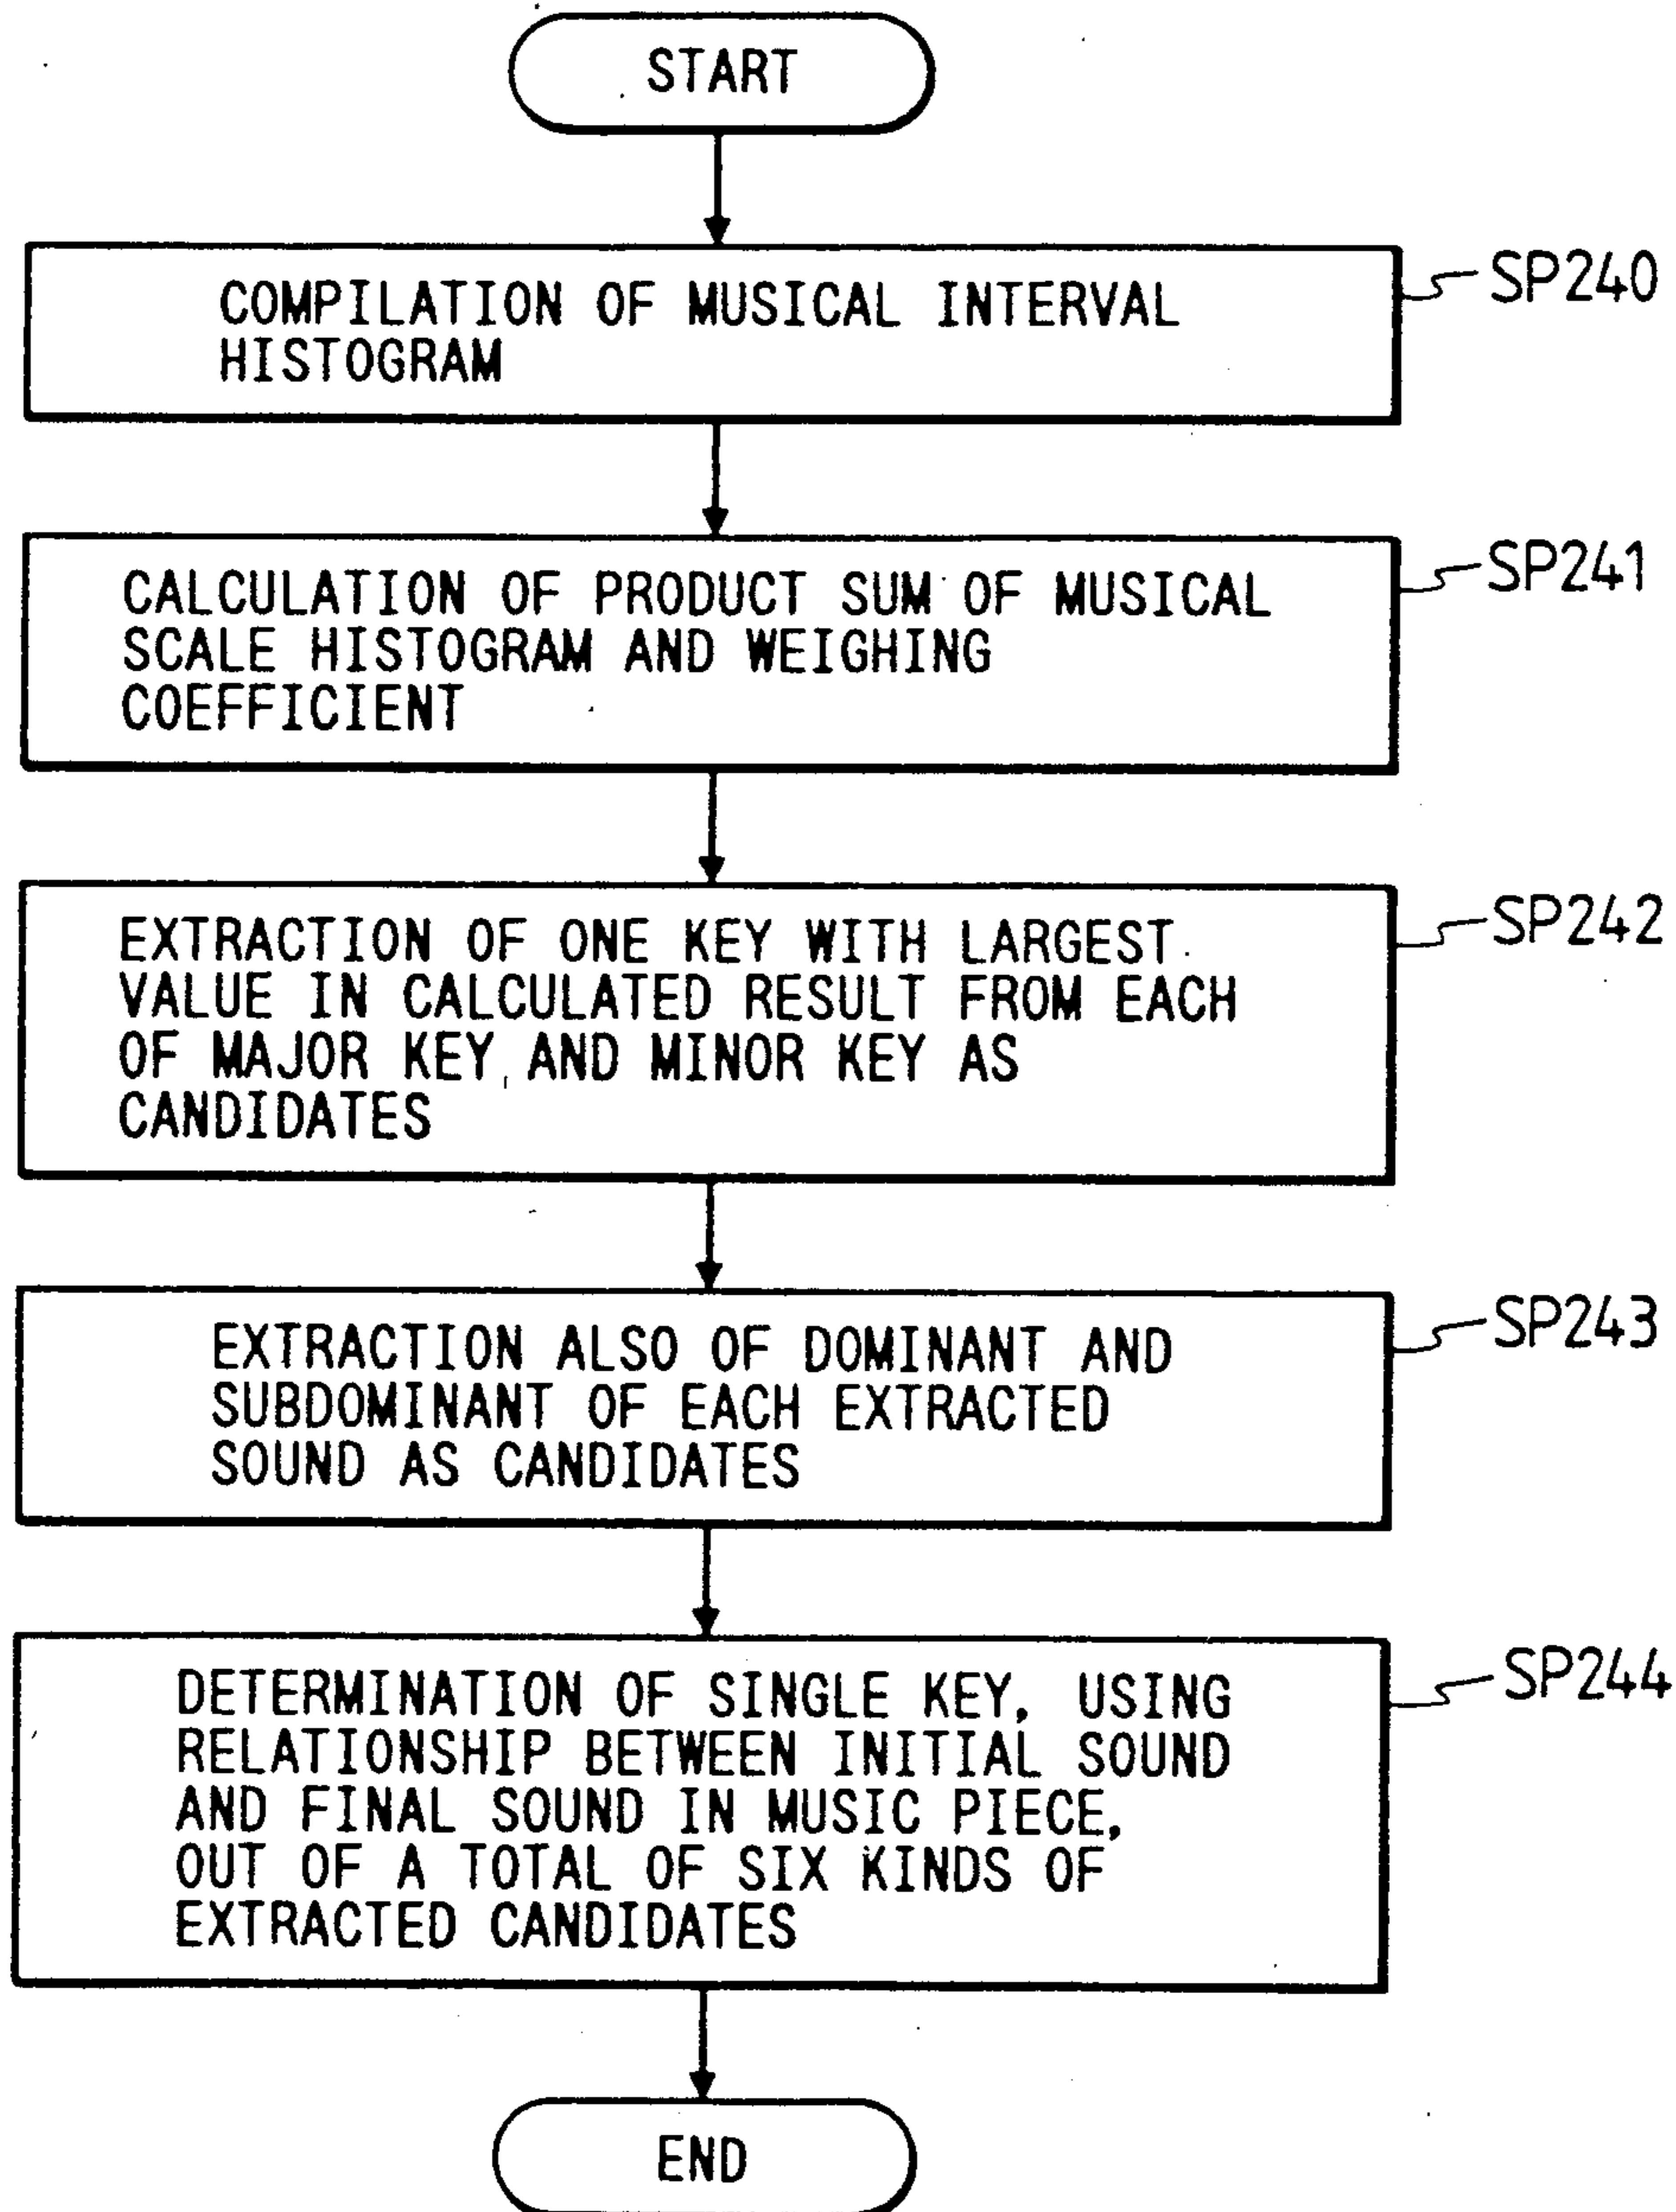 START
COMPILATION OF MUSICAL INTERVAL
HISTOGRAM
SP240
CALCULATION OF PRODUCT SUM OF MUSICAL
SCALE HISTOGRAM AND WEIGHING
COEFFICIENT
SP241
EXTRACTION OF ONE KEY WITH LARGEST
VALUE IN CALCULATED RESULT FROM EACH
OF MAJOR KEY AND MINOR KEY AS
CANDIDATES
SP242
EXTRACTION ALSO OF DOMINANT AND
SUBDOMINANT OF EACH EXTRACTED
SOUND AS CANDIDATES
SP243
DETERMINATION OF SINGLE KEY, USING
RELATIONSHIP BETWEEN INITIAL SOUND
AND FINAL SOUND IN MUSIC PIECE,
OUT OF A TOTAL OF SIX KINDS OF
EXTRACTED CANDIDATES
SP244
END